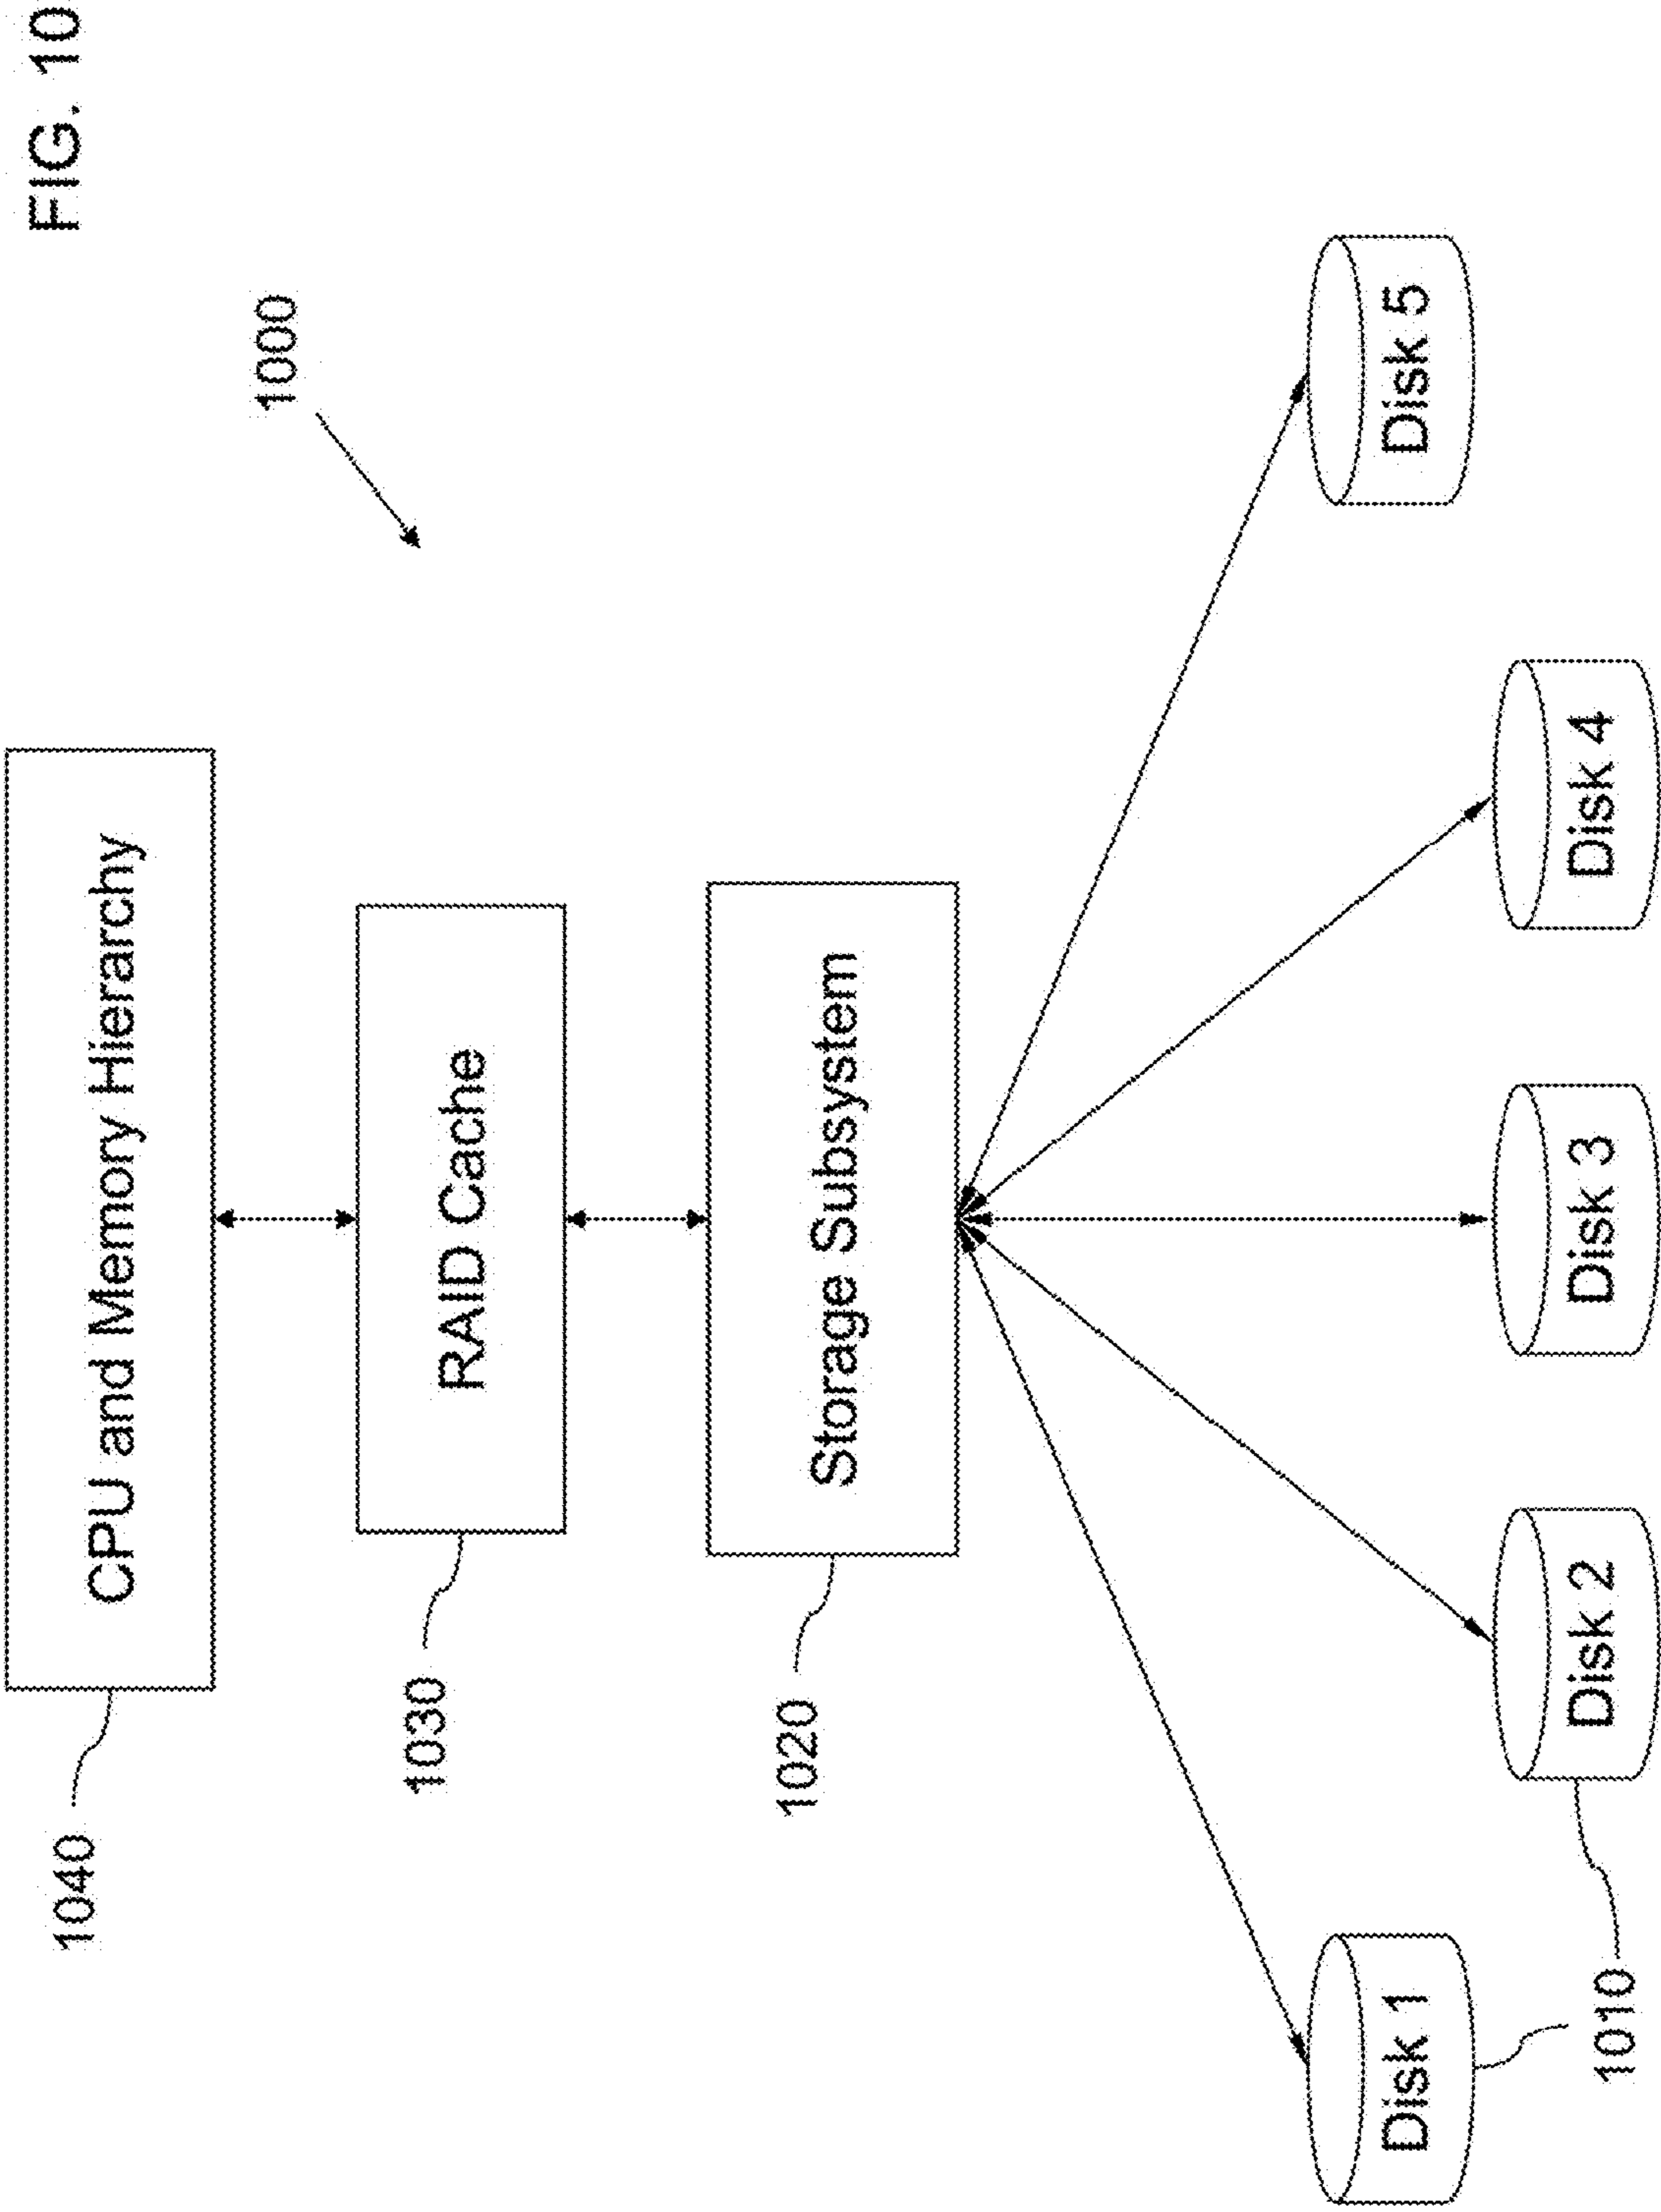 FIG. 10
1000
1040
CPU and Memory Hierarchy
1030
RAID Cache
1020
Storage Subsystem
Disk 1
Disk 5
Disk 2
Disk 3
Disk 4
1010